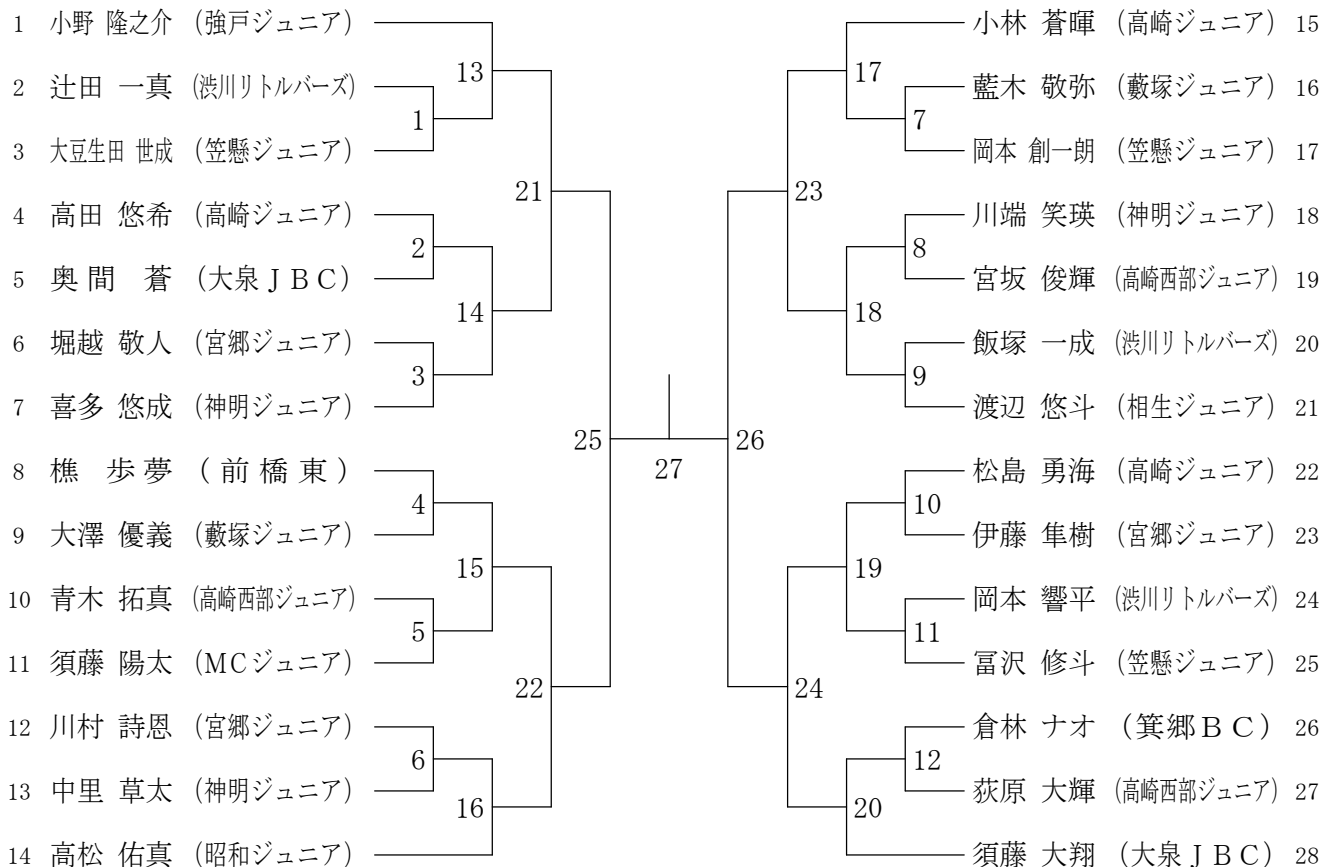 1 小野 隆之介 (強戸ジュニア)
2 辻田 一真 (渋川リトルバーズ)
3 大豆生田 世成 (笠懸ジュニア)
4 高田 悠希 (高崎ジュニア)
5 奥間 蒼 (大泉JBC)
6 堀越 敬人 (宮郷ジュニア)
7 喜多 悠成 (神明ジュニア)
8 樵 歩夢 (前橋東)
9 大澤 優義 (藪塚ジュニア)
10 青木 拓真 (高崎西部ジュニア)
11 須藤 陽太 (MCジュニア)
12 川村 詩恩 (宮郷ジュニア)
13 中里 草太 (神明ジュニア)
14 高松 佑真 (昭和ジュニア)
13
1
21
2
14
3
25
4
15
5
22
6
16
27
17
7
23
8
18
9
26
10
19
11
24
12
20
小林 蒼暉 (高崎ジュニア) 15
藍木 敬弥 (藪塚ジュニア) 16
岡本 創一朗 (笠懸ジュニア) 17
川端 笑瑛 (神明ジュニア) 18
宮坂 俊輝 (高崎西部ジュニア) 19
飯塚 一成 (渋川リトルバーズ) 20
渡辺 悠斗 (相生ジュニア) 21
松島 勇海 (高崎ジュニア) 22
伊藤 隼樹 (宮郷ジュニア) 23
岡本 響平 (渋川リトルバーズ) 24
冨沢 修斗 (笠懸ジュニア) 25
倉林 ナオ (箕郷BC) 26
荻原 大輝 (高崎西部ジュニア) 27
須藤 大翔 (大泉JBC) 28